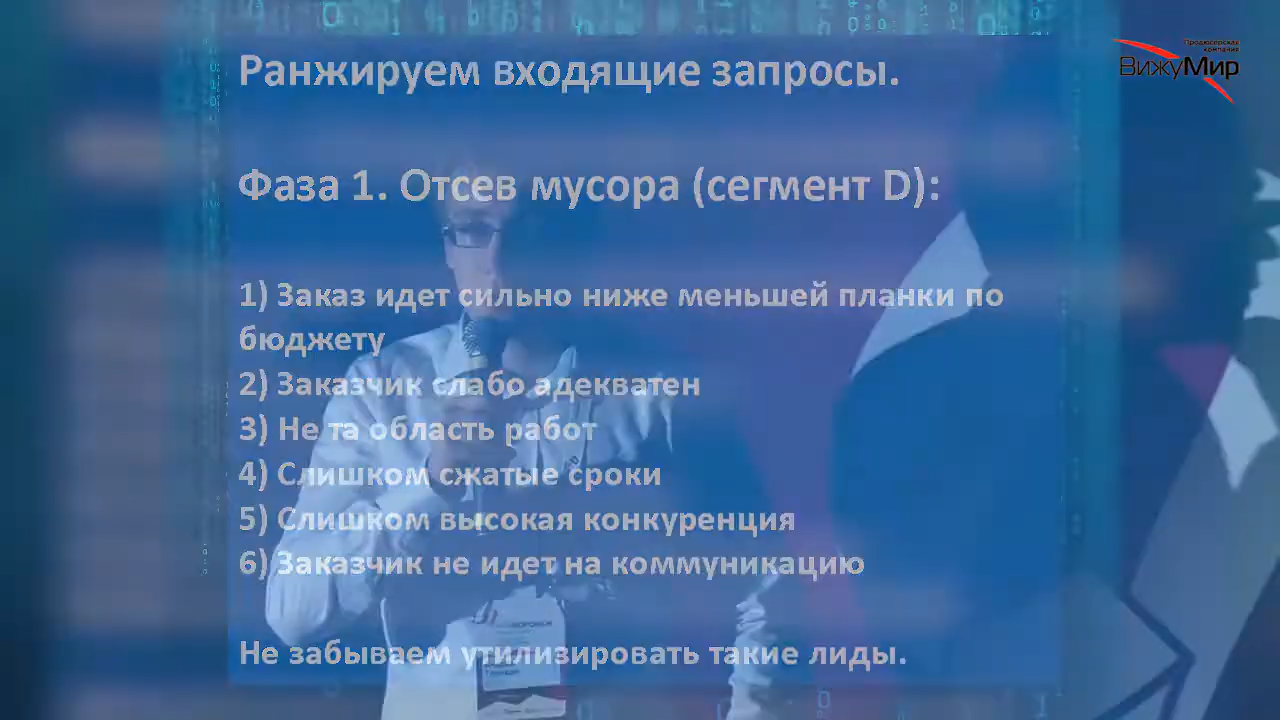 Продюсерская
компания
ВижуМир
Ранжируем входящие запросы.
Фаза 1. Отсев мусора (сегмент D):
1) Заказ идет сильно ниже меньшей планки по
бюджету
2) Заказчик слабо адекватен
3) Не та область работ
4) Слишком сжатые сроки
5) Слишком высокая конкуренция
6) Заказчик не идет на коммуникацию
Не забываем утилизировать такие лиды.